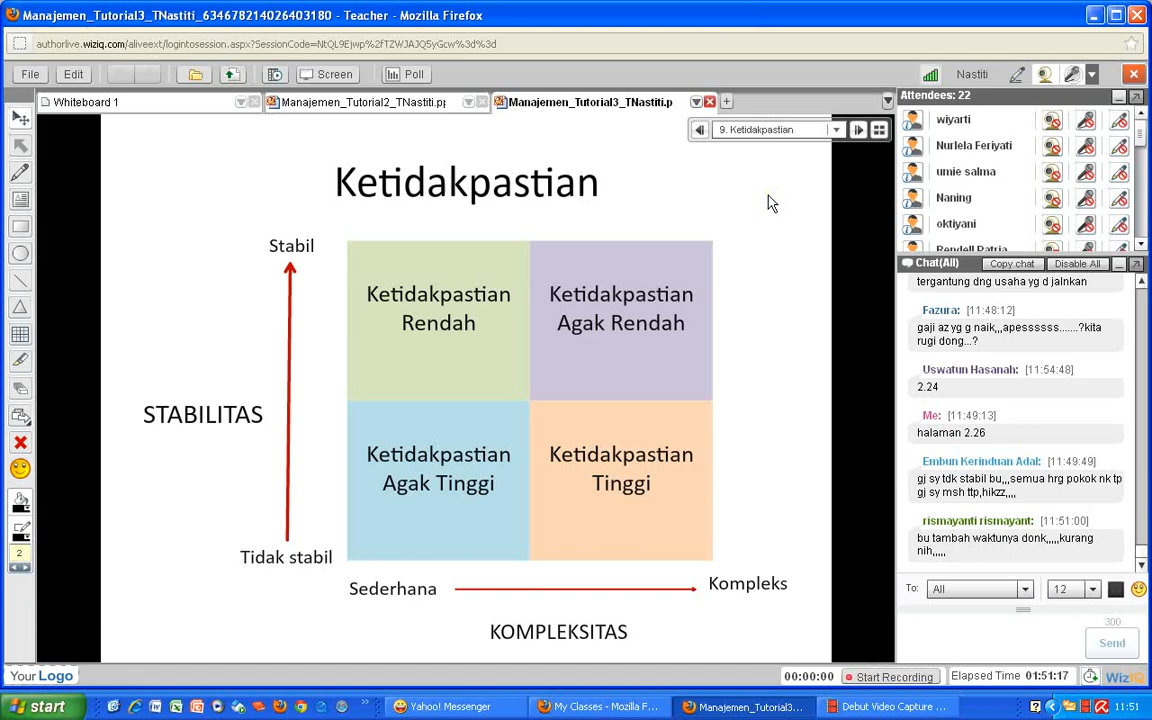 Manajemen_Tutorial3_TNastiti_634678214026403180 - Teacher - Mozilla Firefox
authorlive.wiziq.com/aliveext/logintosession.aspx?SessionCode=NtQL9Ejwp%2fTZWJAJQ5yGcw%3d%3d
File Edit Screen Poll Nastiti
Whiteboard 1 Manajemen_Tutorial2_TNastiti.pp Manajemen_Tutorial3_TNastiti.p
9. Ketidakpastian
Ketidakpastian
Stabil
Ketidakpastian
Rendah
Ketidakpastian
Agak Rendah
STABILITAS
Ketidakpastian
Agak Tinggi
Ketidakpastian
Tinggi
Tidak stabil
Sederhana
Kompleks
KOMPLEKSITAS
2
Attendees: 22
wiyarti
Nurlela Feriyati
umie salma
Naning
oktiyani
Rendell Patria
Chat(All) Copy chat Disable All
tergantung dng usaha yg d jalnkan
Fazura: [11:48:12]
gaji az yg g naik,,,apessssss.......?kita
rugi dong...?
Uswatun Hasanah: [11:54:48]
2.24
Me: [11:49:13]
halaman 2.26
Embun Kerinduan Adal: [11:49:49]
gj sy tdk stabil bu,,,semua hrg pokok nk tp
gj sy msh ttp,hikzz,,,,
rismayanti rismayant: [11:51:00]
bu tambah waktunya donk,,,,,kurang
nih,,,,,
To: All 12
300
Send
Your Logo
00:00:00 Start Recording Elapsed Time 01:51:17 WizIQ
start Yahoo! Messenger My Classes - Mozilla F... Manajemen_Tutorial3... Debut Video Capture ... 11:51